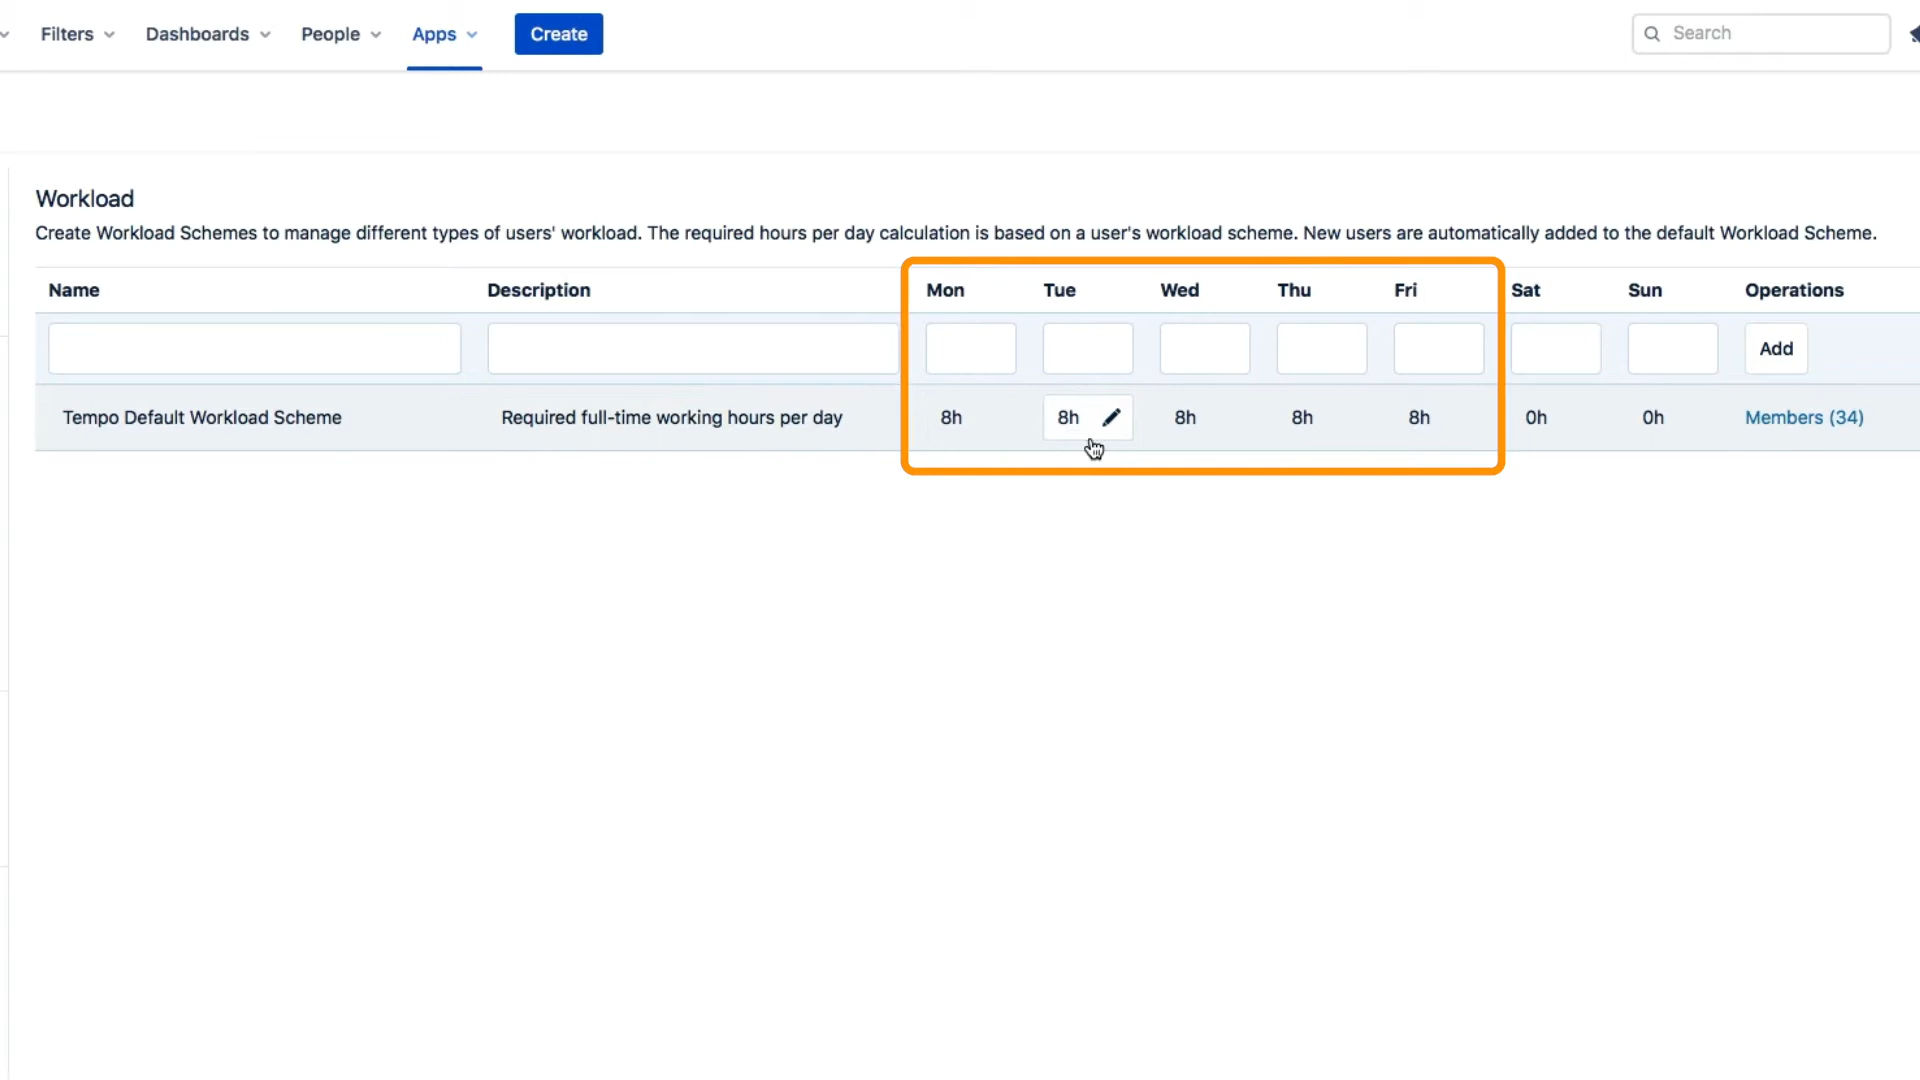 Filters Dashboards People Apps Create Search
Workload
Create Workload Schemes to manage different types of users' workload. The required hours per day calculation is based on a user's workload scheme. New users are automatically added to the default Workload Scheme.
Name Description Mon Tue Wed Thu Fri Sat Sun Operations
Add
Tempo Default Workload Scheme Required full-time working hours per day 8h 8h 8h 8h 8h 0h 0h Members (34)